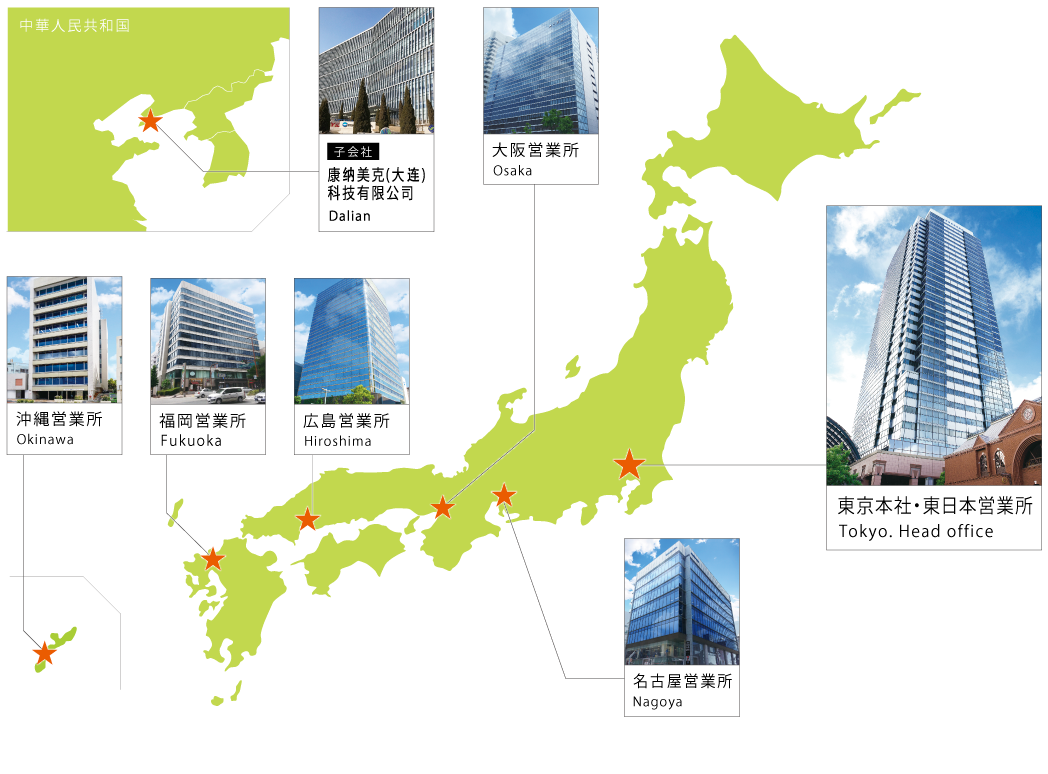 中華人民共和国
子会社
康纳美克(大连)
科技有限公司
Dalian
大阪営業所
Osaka
沖縄営業所
Okinawa
福岡営業所
Fukuoka
広島営業所
Hiroshima
東京本社・東日本営業所
Tokyo. Head office
名古屋営業所
Nagoya